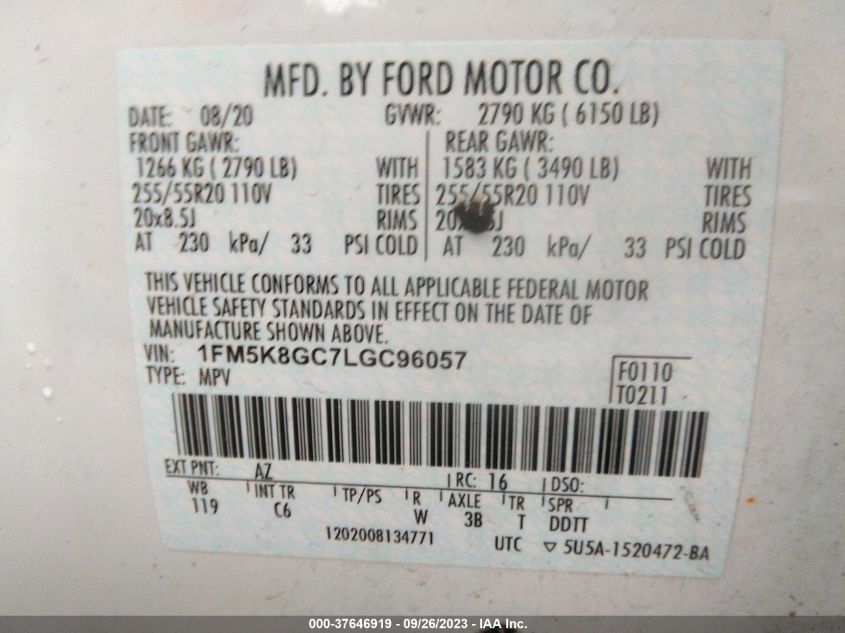 MFD. BY FORD MOTOR CO.
DATE: 08/20 GVWR: 2790 KG ( 6150 LB)
FRONT GAWR: REAR GAWR:
1266 KG ( 2790 LB) WITH 1583 KG ( 3490 LB) WITH
255/55R20 110V TIRES 255/55R20 110V TIRES
20x8.5J RIMS RIMS
AT 230 kPa/ 33 PSI COLD AT 230 kPa/ 33 PSI COLD
THIS VEHICLE CONFORMS TO ALL APPLICABLE FEDERAL MOTOR
VEHICLE SAFETY STANDARDS IN EFFECT ON THE DATE OF
MANUFACTURE SHOWN ABOVE.
VIN: 1FM5K8GC7LGC96057
TYPE: MPV
F0110
T0211
EXT PNT: AZ RC: 16 DSO:
WB INT TR TP/PS R AXLE TR SPR
119 C6 W 3B T DDTT
1202008134771 UTC ▽ 5U5A-1520472-BA
000-37646919 - 09/26/2023 - IAA Inc.